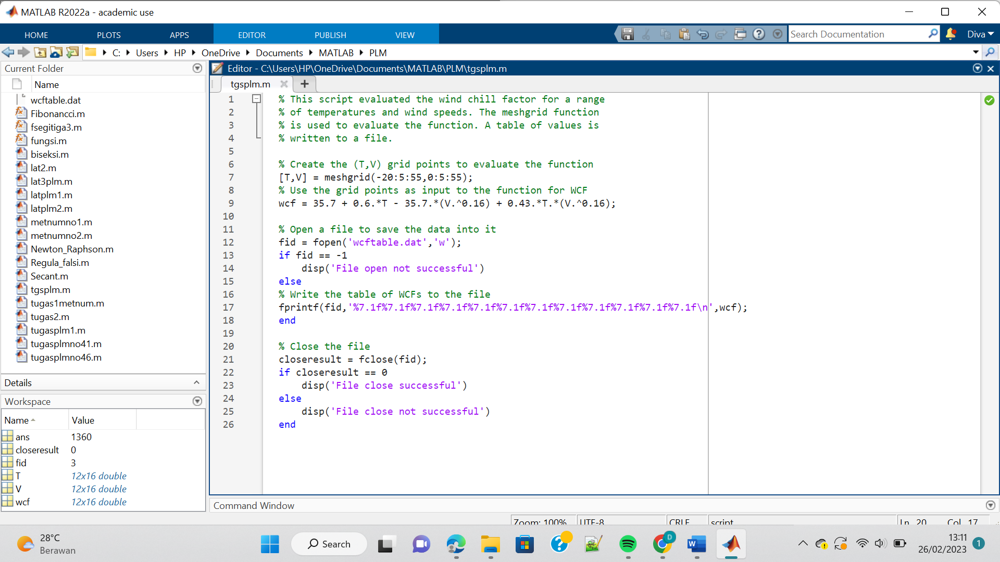 MATLAB R2022a - academic use
HOME PLOTS APPS EDITOR PUBLISH VIEW Search Documentation Diva
C: Users HP OneDrive Documents MATLAB PLM
Current Folder
Name
wcftable.dat
Fibonancci.m
fsegitiga3.m
fungsi.m
biseksi.m
lat2.m
lat3plm.m
latplm1.m
latplm2.m
metnumno1.m
metnumno2.m
Newton_Raphson.m
Regula_falsi.m
Secant.m
tgsplm.m
tugas1metnum.m
tugas2.m
tugasplm1.m
tugasplmno41.m
tugasplmno46.m
Details
Workspace
Name Value
ans 1360
closeresult 0
fid 3
T 12x16 double
V 12x16 double
wcf 12x16 double
Editor - C:\Users\HP\OneDrive\Documents\MATLAB\PLM\tgsplm.m
tgsplm.m
1 % This script evaluated the wind chill factor for a range
2 % of temperatures and wind speeds. The meshgrid function
3 % is used to evaluate the function. A table of values is
4 % written to a file.
5
6 % Create the (T,V) grid points to evaluate the function
7 [T,V] = meshgrid(-20:5:55,0:5:55);
8 % Use the grid points as input to the function for WCF
9 wcf = 35.7 + 0.6.*T - 35.7.*(V.^0.16) + 0.43.*T.*(V.^0.16);
10
11 % Open a file to save the data into it
12 fid = fopen('wcftable.dat','w');
13 if fid == -1
14 disp('File open not successful')
15 else
16 % Write the table of WCFs to the file
17 fprintf(fid,'%7.1f%7.1f%7.1f%7.1f%7.1f%7.1f%7.1f%7.1f%7.1f%7.1f%7.1f%7.1f\n',wcf);
18 end
19
20 % Close the file
21 closeresult = fclose(fid);
22 if closeresult == 0
23 disp('File close successful')
24 else
25 disp('File close not successful')
26 end
Command Window
Zoom: 100% UTF-8 CRLF script Ln 20 Col 17
28°C
Berawan
Search
D
13:11
26/02/2023
1